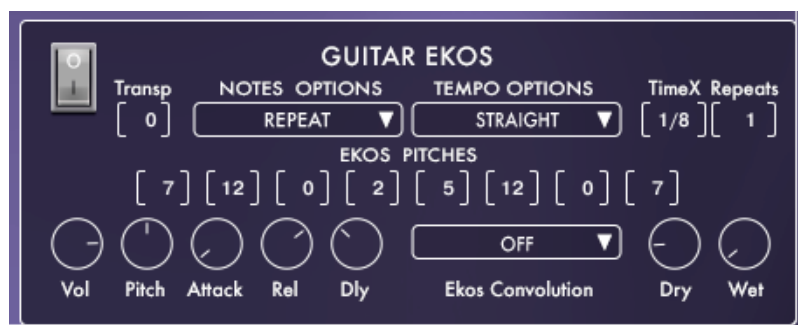 GUITAR EKOS
Transp NOTES OPTIONS TEMPO OPTIONS TimeX Repeats
0 REPEAT STRAIGHT 1/8 1
EKOS PITCHES
7 12 0 2 5 12 0 7
OFF
Vol Pitch Attack Rel Dly Ekos Convolution Dry Wet